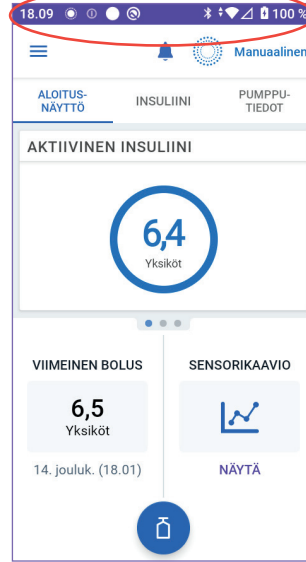 18.09 100 %
Manuaalinen
ALOITUS-
NÄYTTÖ
INSULIINI
PUMPPU-
TIEDOT
AKTIIVINEN INSULIINI
6,4
Yksiköt
VIIMEINEN BOLUS
6,5
Yksiköt
14. jouluk. (18.01)
SENSORIKAAVIO
NÄYTÄ